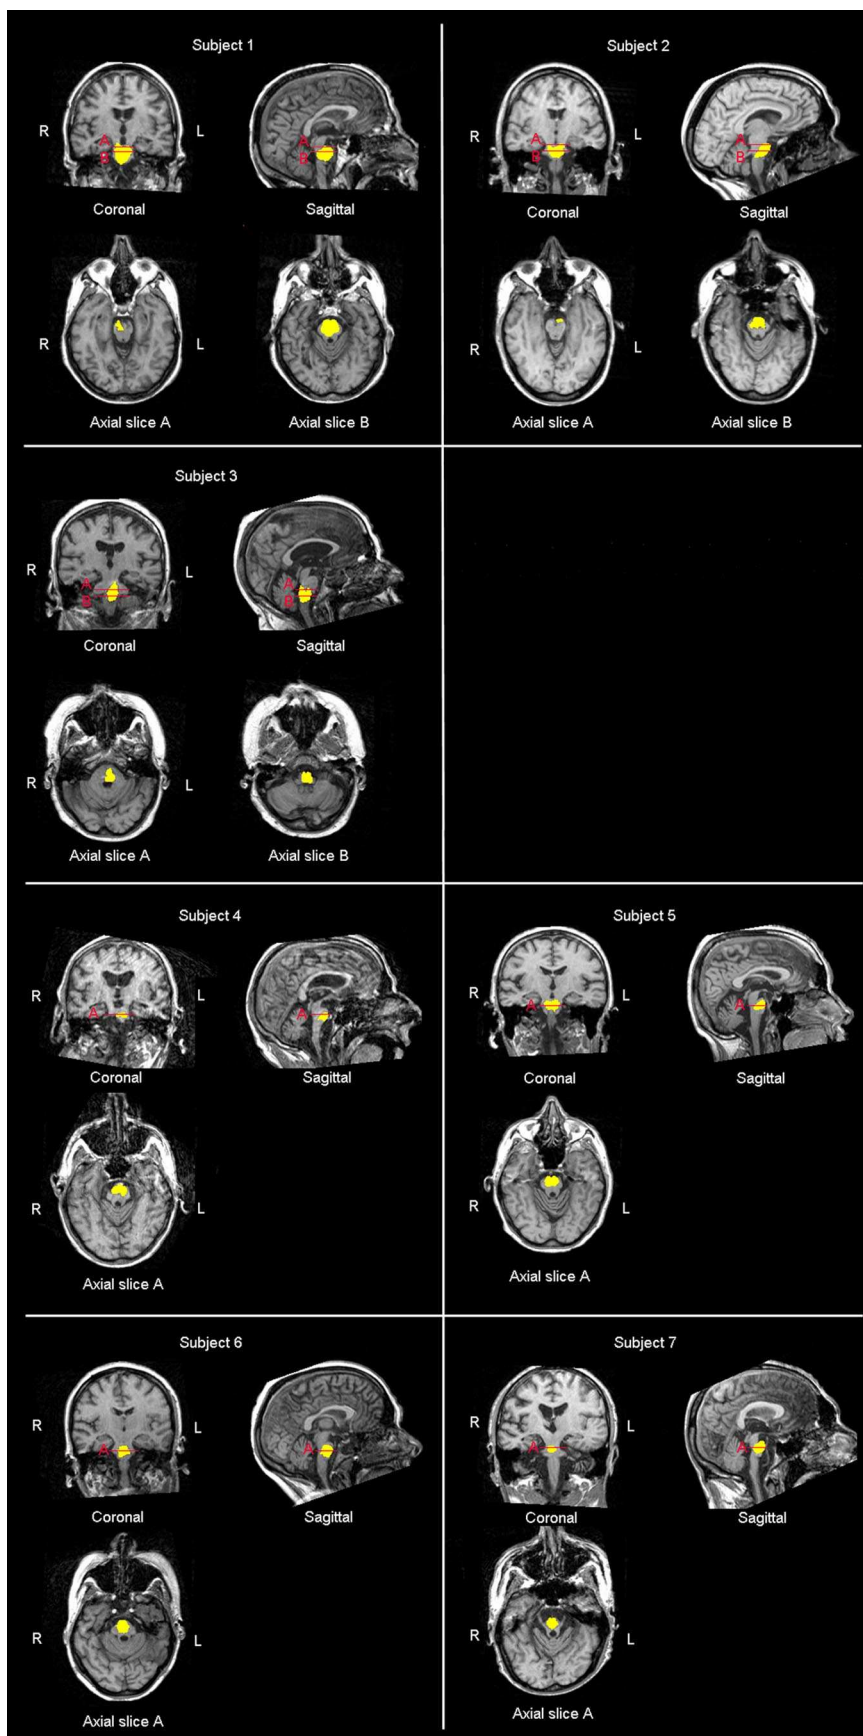 Subject 1
R
A
B
L
A
B
Coronal
Sagittal
R
L
Axial slice A
Axial slice B
Subject 2
R
A
B
L
A
B
Coronal
Sagittal
R
L
Axial slice A
Axial slice B
Subject 3
R
A
B
L
A
B
Coronal
Sagittal
R
L
Axial slice A
Axial slice B
Subject 4
R
A
L
A
Coronal
Sagittal
R
L
Axial slice A
Subject 5
R
A
L
A
Coronal
Sagittal
R
L
Axial slice A
Subject 6
R
A
L
A
Coronal
Sagittal
R
L
Axial slice A
Subject 7
R
A
L
A
Coronal
Sagittal
R
L
Axial slice A